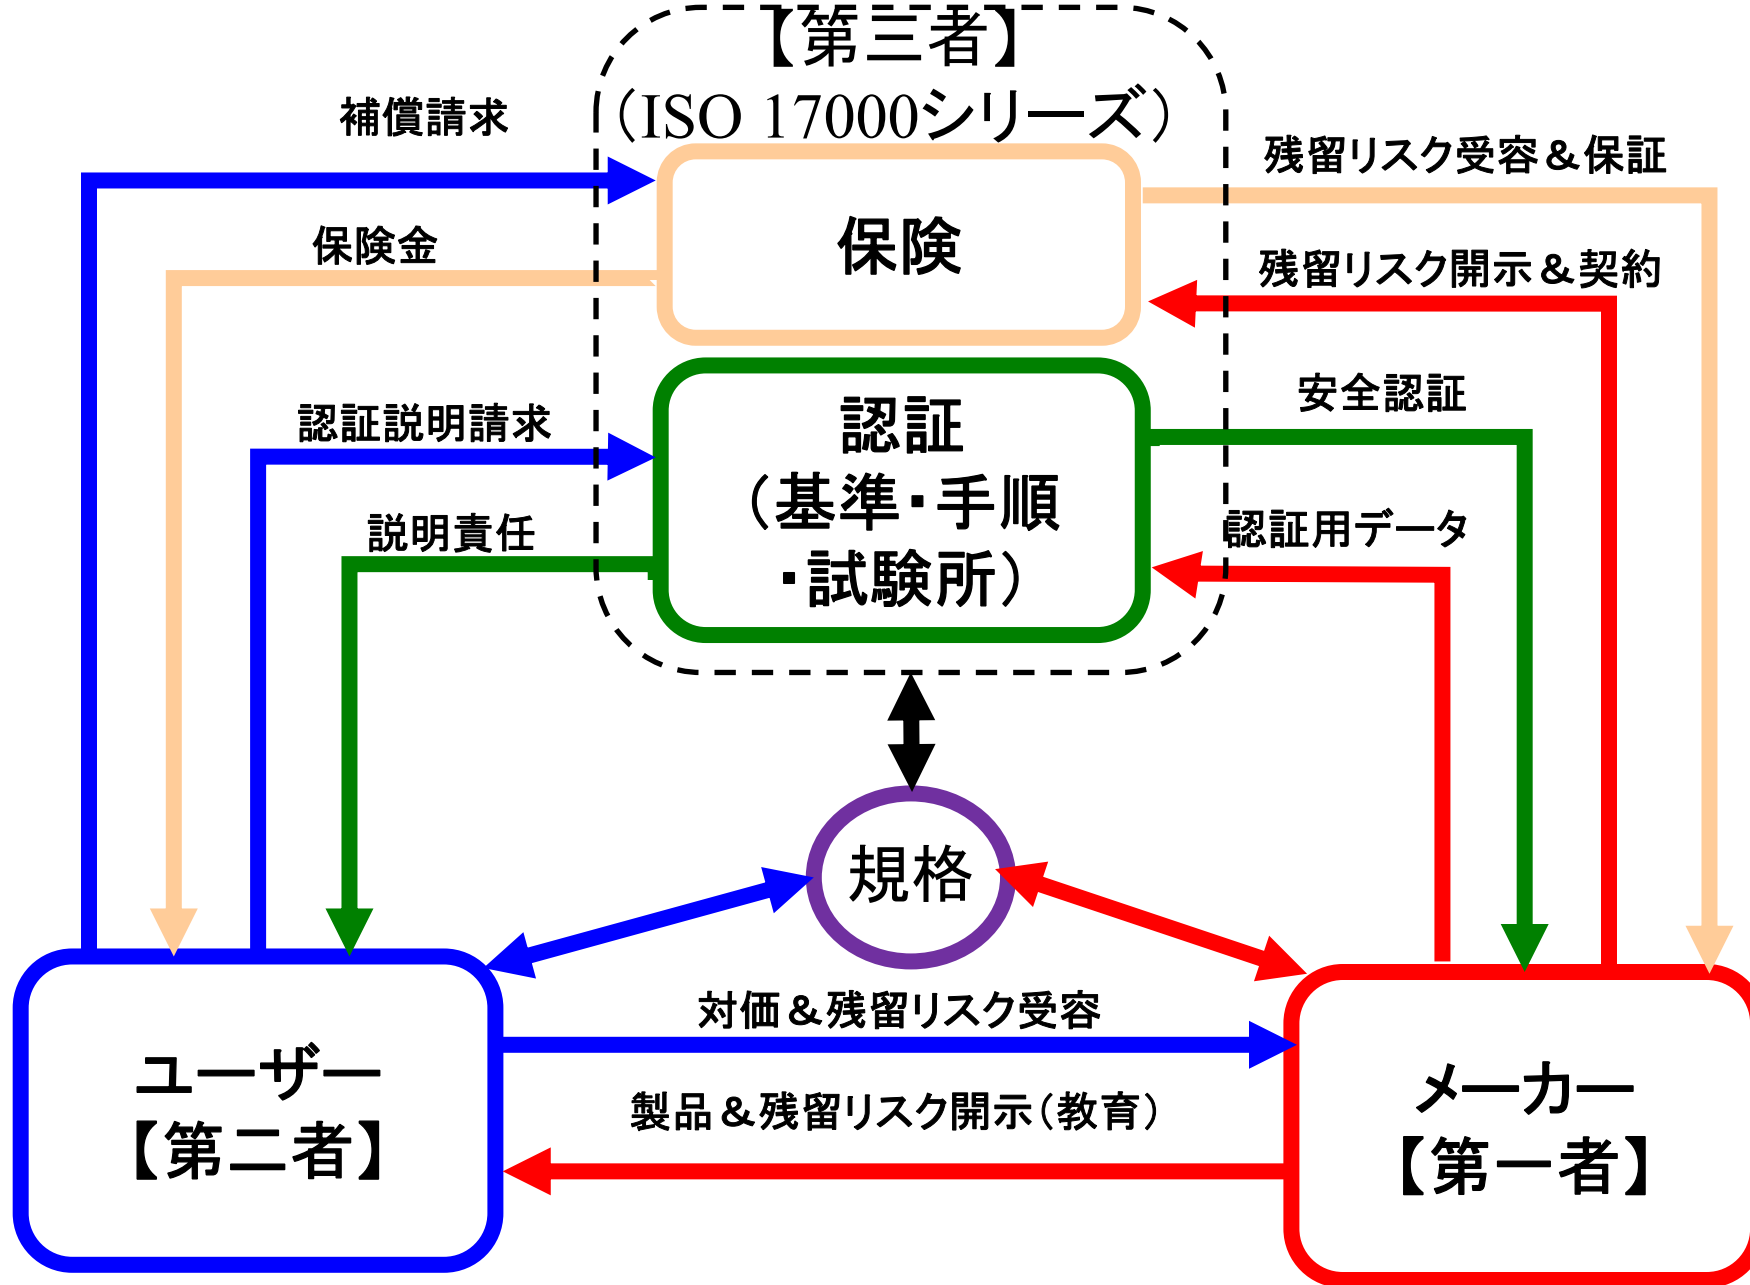 【第三者】
（ISO 17000シリーズ）
補償請求
残留リスク受容＆保証
保険
保険金
残留リスク開示＆契約
認証説明請求
認証
（基準・手順
・試験所）
安全認証
説明責任
認証用データ
規格
対価＆残留リスク受容
製品＆残留リスク開示（教育）
ユーザー
【第二者】
メーカー
【第一者】